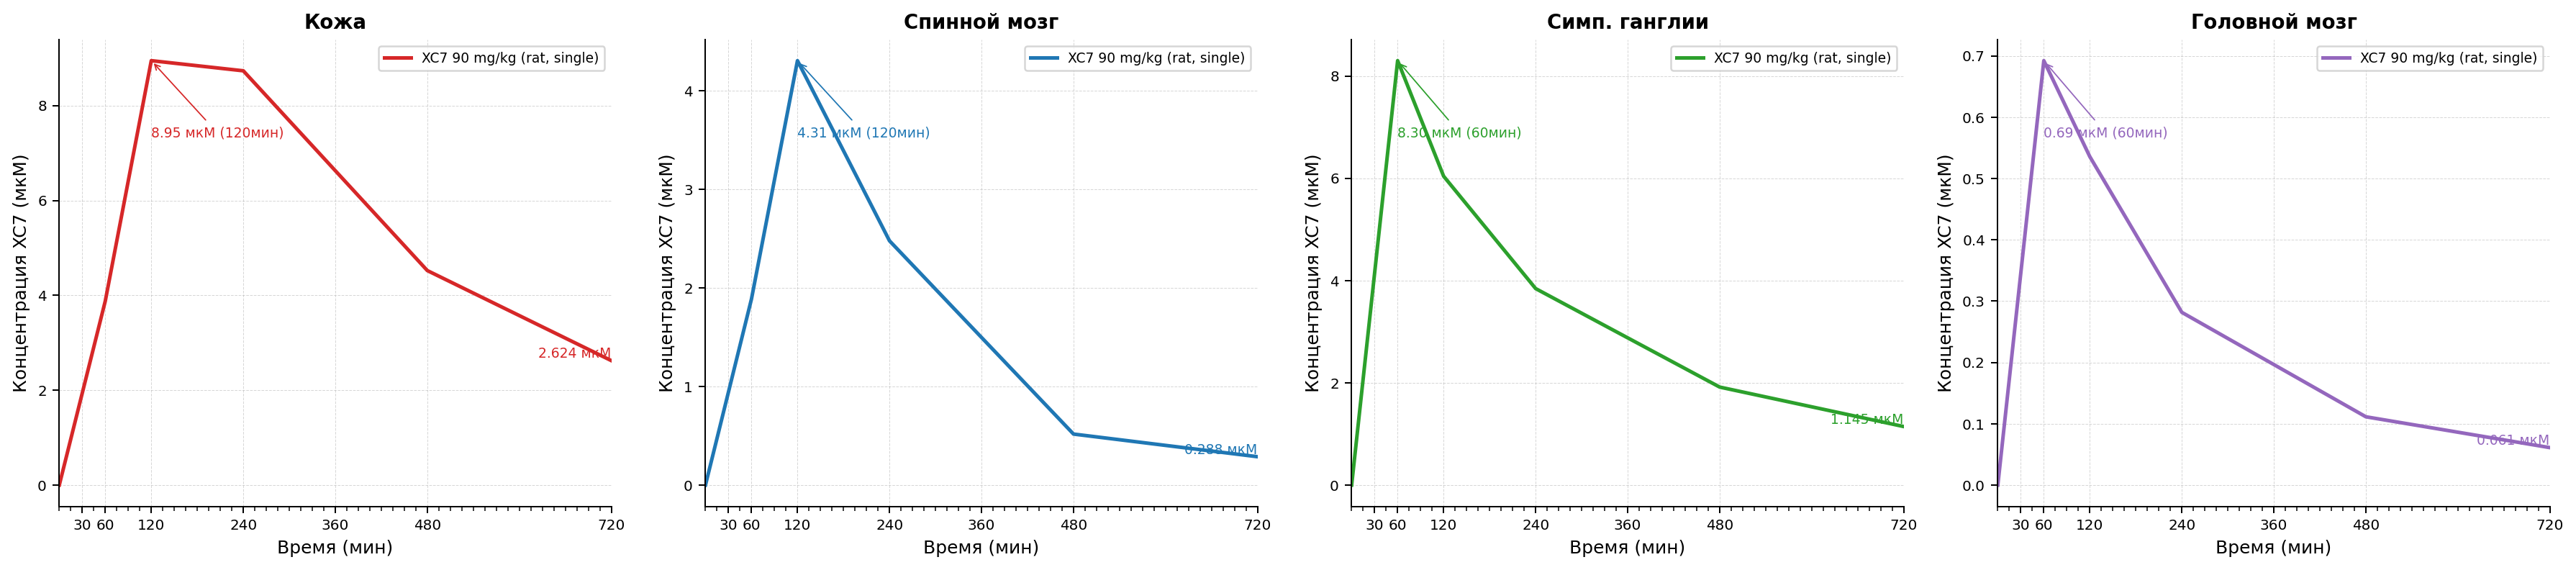 Кожа
XC7 90 mg/kg (rat, single)
8.95 мкМ (120мин)
2.624 мкМ
Концентрация XC7 (мкМ)
8
6
4
2
0
30 60 120 240 360 480 720
Время (мин)
Спинной мозг
XC7 90 mg/kg (rat, single)
4.31 мкМ (120мин)
0.288 мкМ
Концентрация XC7 (мкМ)
4
3
2
1
0
30 60 120 240 360 480 720
Время (мин)
Симп. ганглии
XC7 90 mg/kg (rat, single)
8.30 мкМ (60мин)
1.145 мкМ
Концентрация XC7 (мкМ)
8
6
4
2
0
30 60 120 240 360 480 720
Время (мин)
Головной мозг
XC7 90 mg/kg (rat, single)
0.69 мкМ (60мин)
0.061 мкМ
Концентрация XC7 (мкМ)
0.7
0.6
0.5
0.4
0.3
0.2
0.1
0.0
30 60 120 240 360 480 720
Время (мин)